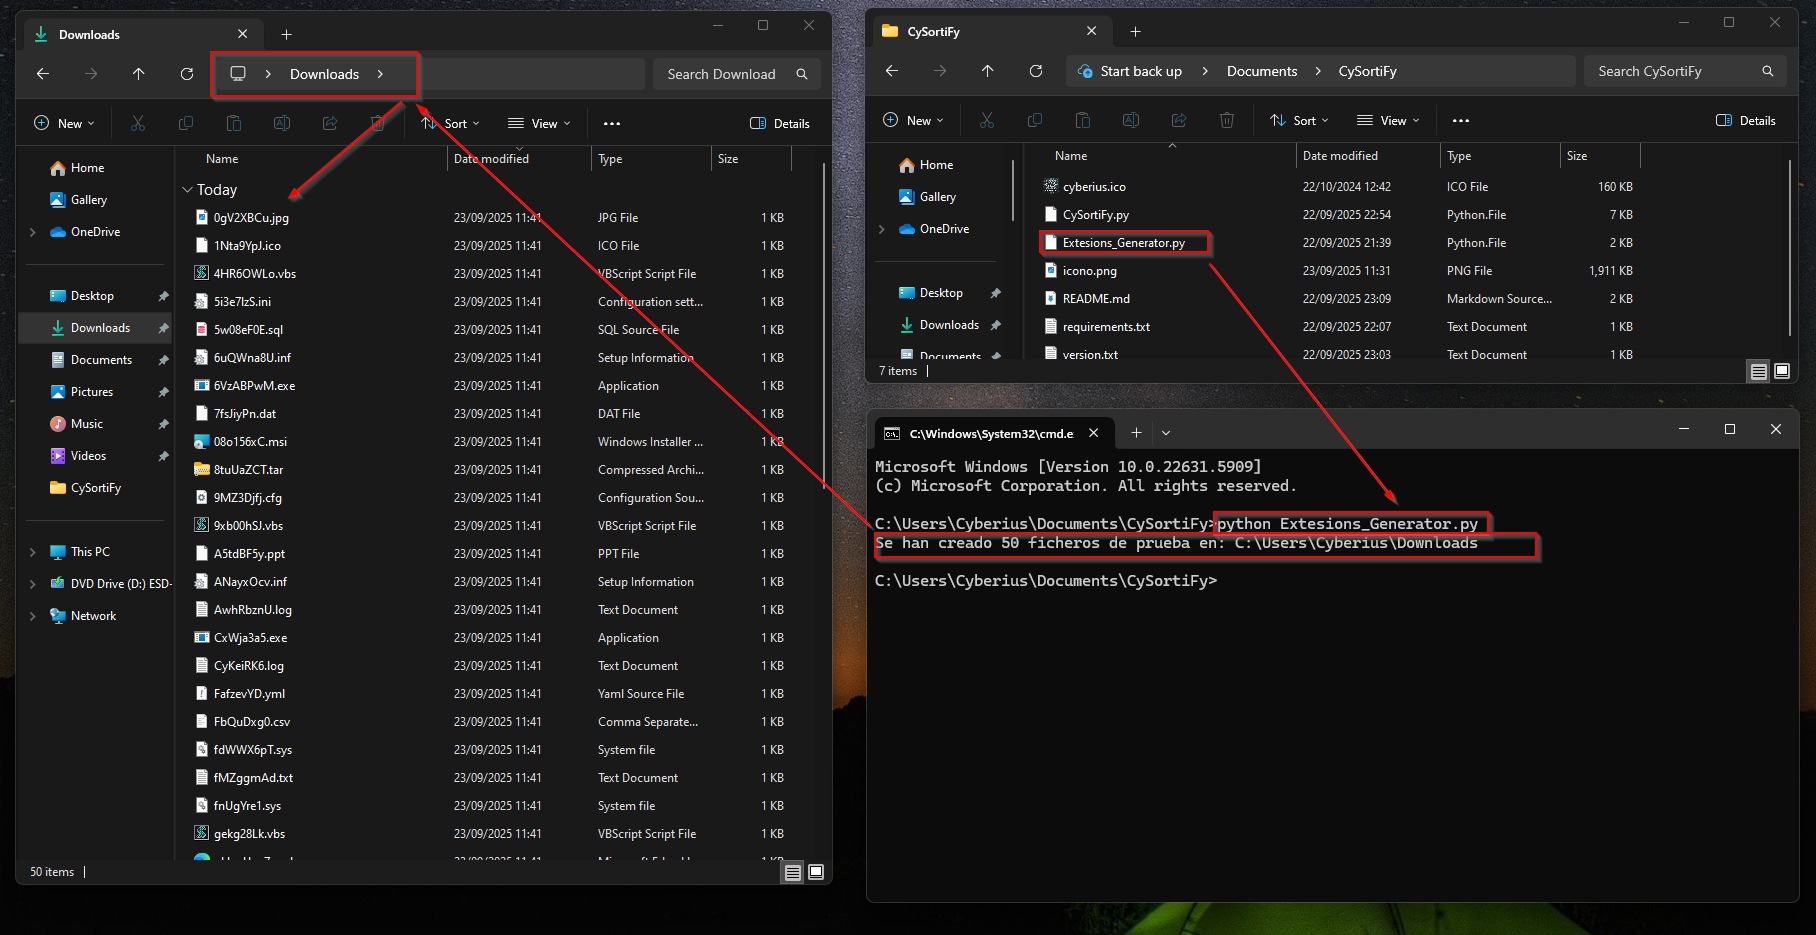 Downloads
Downloads
Search Download
New
Sort
View
Details
Home
Gallery
OneDrive
Desktop
Downloads
Documents
Pictures
Music
Videos
CySortiFy
This PC
DVD Drive (D:) ESD-
Network
Name Date modified Type Size
Today
0gV2XBCu.jpg 23/09/2025 11:41 JPG File 1 KB
1Nta9YpJ.ico 23/09/2025 11:41 ICO File 1 KB
4HR6OWLo.vbs 23/09/2025 11:41 VBScript Script File 1 KB
5i3e7IzS.ini 23/09/2025 11:41 Configuration sett... 1 KB
5w08eF0E.sql 23/09/2025 11:41 SQL Source File 1 KB
6uQWna8U.inf 23/09/2025 11:41 Setup Information 1 KB
6VzABPwM.exe 23/09/2025 11:41 Application 1 KB
7fsJiyPn.dat 23/09/2025 11:41 DAT File 1 KB
08o156xC.msi 23/09/2025 11:41 Windows Installer ... 1 KB
8tuUaZCT.tar 23/09/2025 11:41 Compressed Archi... 1 KB
9MZ3Djfj.cfg 23/09/2025 11:41 Configuration Sou... 1 KB
9xb00hSJ.vbs 23/09/2025 11:41 VBScript Script File 1 KB
A5tdBF5y.ppt 23/09/2025 11:41 PPT File 1 KB
ANayxOcv.inf 23/09/2025 11:41 Setup Information 1 KB
AwhRbznU.log 23/09/2025 11:41 Text Document 1 KB
CxWja3a5.exe 23/09/2025 11:41 Application 1 KB
CyKeiRK6.log 23/09/2025 11:41 Text Document 1 KB
FafzevYD.yml 23/09/2025 11:41 Yaml Source File 1 KB
FbQuDxg0.csv 23/09/2025 11:41 Comma Separate... 1 KB
fdWWX6pT.sys 23/09/2025 11:41 System file 1 KB
fMZggmAd.txt 23/09/2025 11:41 Text Document 1 KB
fnUgYre1.sys 23/09/2025 11:41 System file 1 KB
gekg28Lk.vbs 23/09/2025 11:41 VBScript Script File 1 KB
50 items
CySortiFy
Start back up > Documents > CySortiFy
Search CySortiFy
New
Sort
View
Details
Home
Gallery
OneDrive
Desktop
Downloads
Documents
Name Date modified Type Size
cyberius.ico 22/10/2024 12:42 ICO File 160 KB
CySortiFy.py 22/09/2025 22:54 Python.File 7 KB
Extesions_Generator.py 22/09/2025 21:39 Python.File 2 KB
icono.png 23/09/2025 11:31 PNG File 1,911 KB
README.md 22/09/2025 23:09 Markdown Source... 2 KB
requirements.txt 22/09/2025 22:07 Text Document 1 KB
version.txt 22/09/2025 23:03 Text Document 1 KB
7 items
C:\Windows\System32\cmd.e
Microsoft Windows [Version 10.0.22631.5909]
(c) Microsoft Corporation. All rights reserved.
C:\Users\Cyberius\Documents\CySortiFy>python Extesions_Generator.py
Se han creado 50 ficheros de prueba en: C:\Users\Cyberius\Downloads
C:\Users\Cyberius\Documents\CySortiFy>